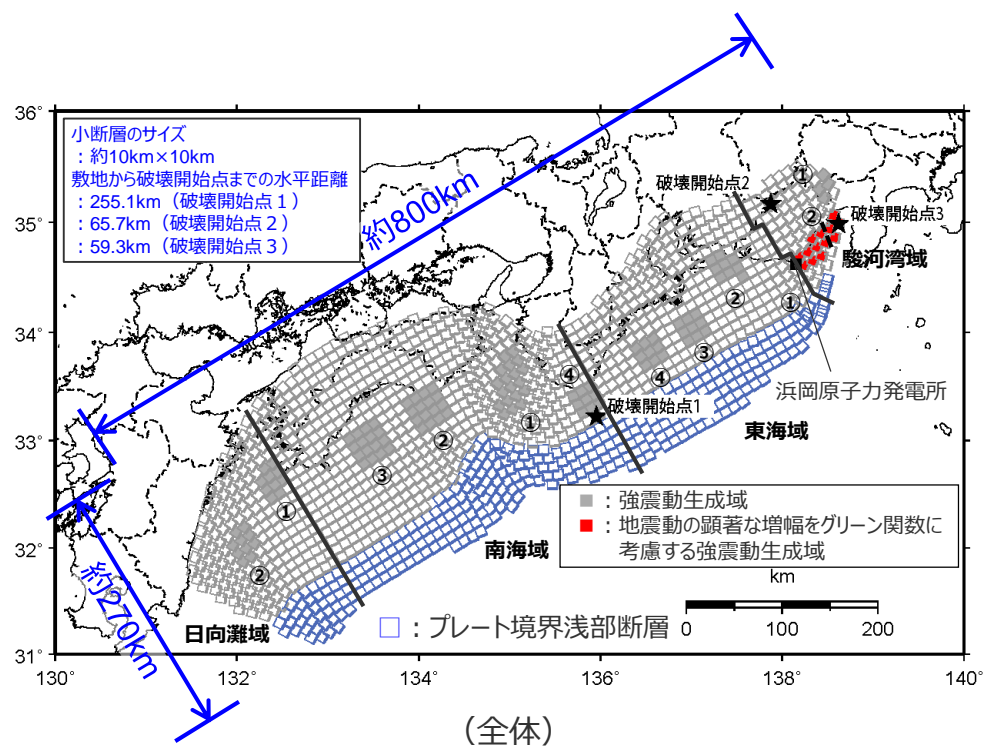 小断層のサイズ
：約10km×10km
敷地から破壊開始点までの水平距離
：255.1km（破壊開始点１）
：65.7km（破壊開始点２）
：59.3km（破壊開始点３）
約800km
約270km
36°
35°
34°
33°
32°
31°
130°
132°
134°
136°
138°
140°
破壊開始点2
①
②
破壊開始点3
駿河湾域
②
①
③
④
④
破壊開始点1
①
②
③
①
②
浜岡原子力発電所
東海域
南海域
日向灘域
：強震動生成域
：地震動の顕著な増幅をグリーン関数に
考慮する強震動生成域
km
0 100 200
：プレート境界浅部断層
（全体）